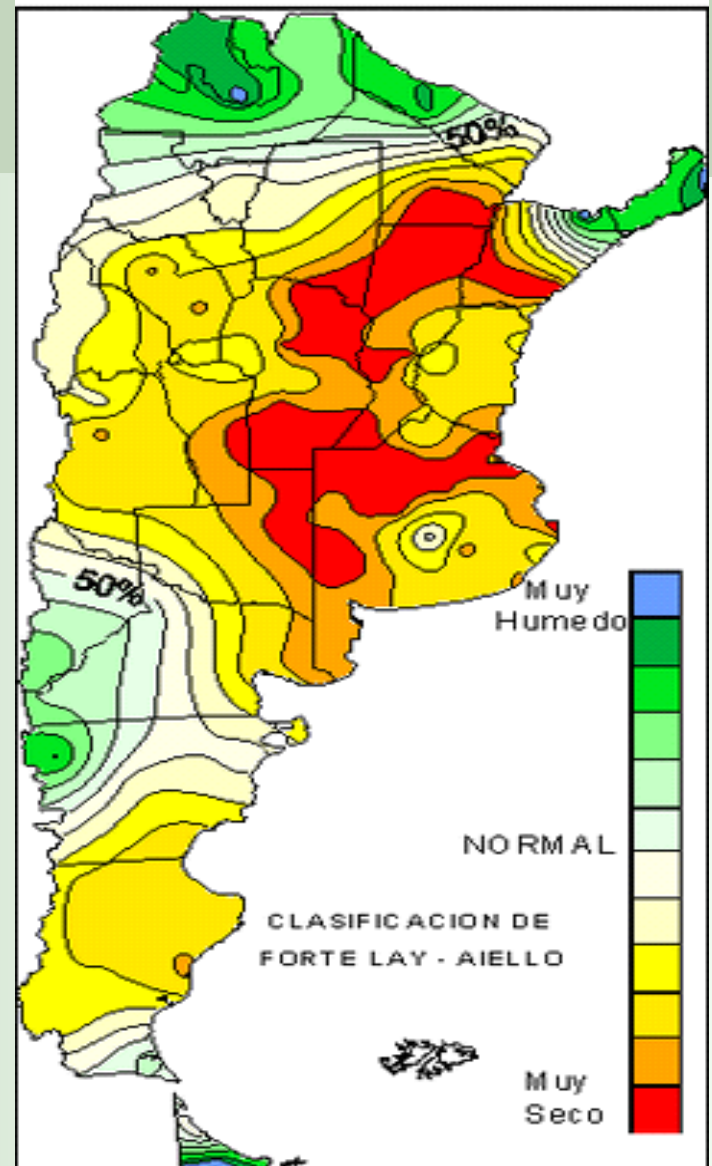 50%
50%
Muy
Humedo
NORMAL
CLASIFICACION DE
FORTE LAY - AIELLO
Muy
Seco